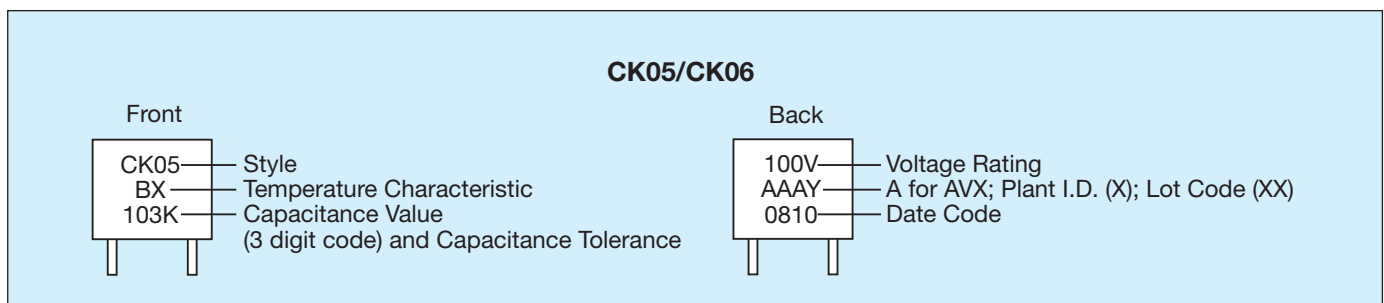 CK05/CK06
Front
CK05 Style
BX Temperature Characteristic
103K Capacitance Value
(3 digit code) and Capacitance Tolerance
Back
100V Voltage Rating
AAAY A for AVX; Plant I.D. (X); Lot Code (XX)
0810 Date Code